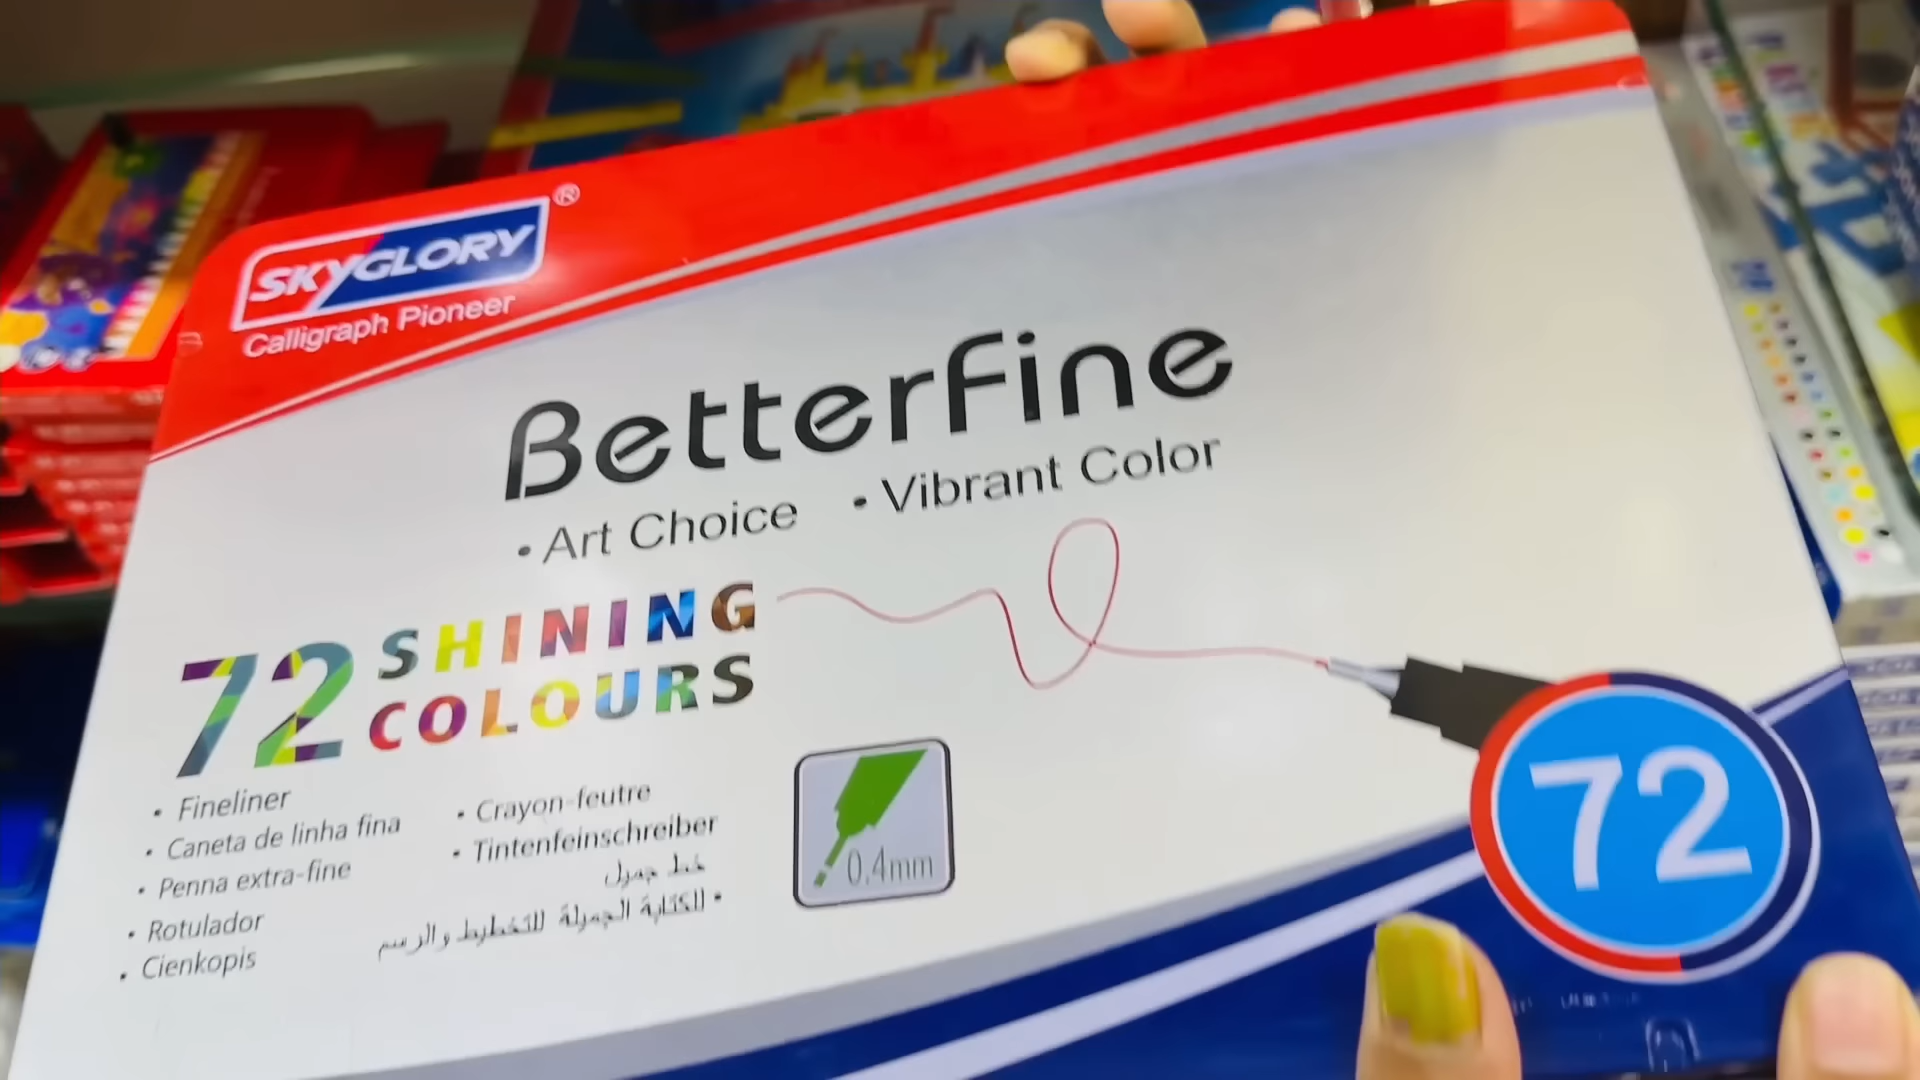 SKYGLORY®
Calligraph Pioneer
Betterfine
• Art Choice • Vibrant Color
72 SHINING
COLOURS
• Fineliner
• Caneta de linha fina
• Penna extra-fine
• Rotulador
• Cienkopis
• Crayon-feutre
• Tintenfeinschreiber
خط جميل
• للكتابة الجميلة للتخطيط والرسم
0.4mm
72